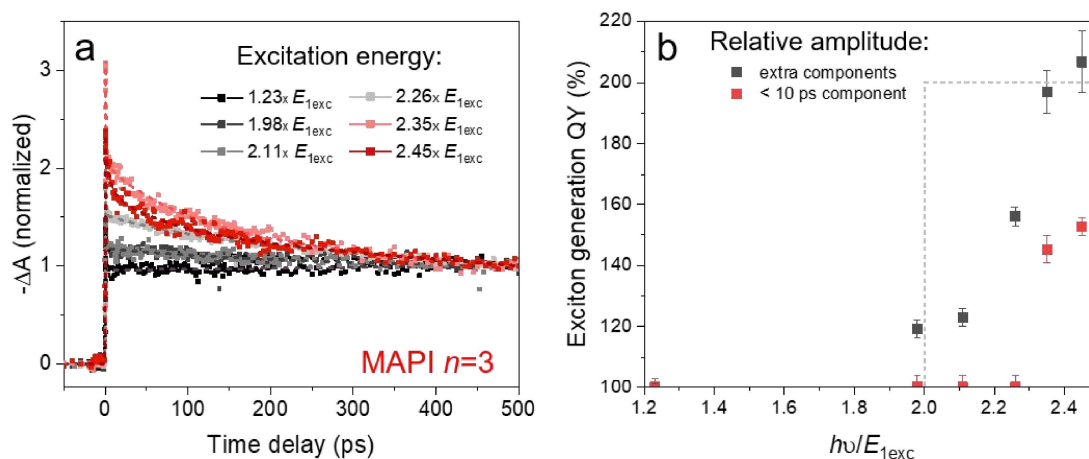 a
Excitation energy:
1.23x E1exc
2.26x E1exc
1.98x E1exc
2.35x E1exc
2.11x E1exc
2.45x E1exc
3
2
1
0
-ΔA (normalized)
MAPI n=3
0
100
200
300
400
500
Time delay (ps)
b
Relative amplitude:
extra components
< 10 ps component
220
200
180
160
140
120
100
Exciton generation QY (%)
1.2
1.4
1.6
1.8
2.0
2.2
2.4
hυ/E1exc